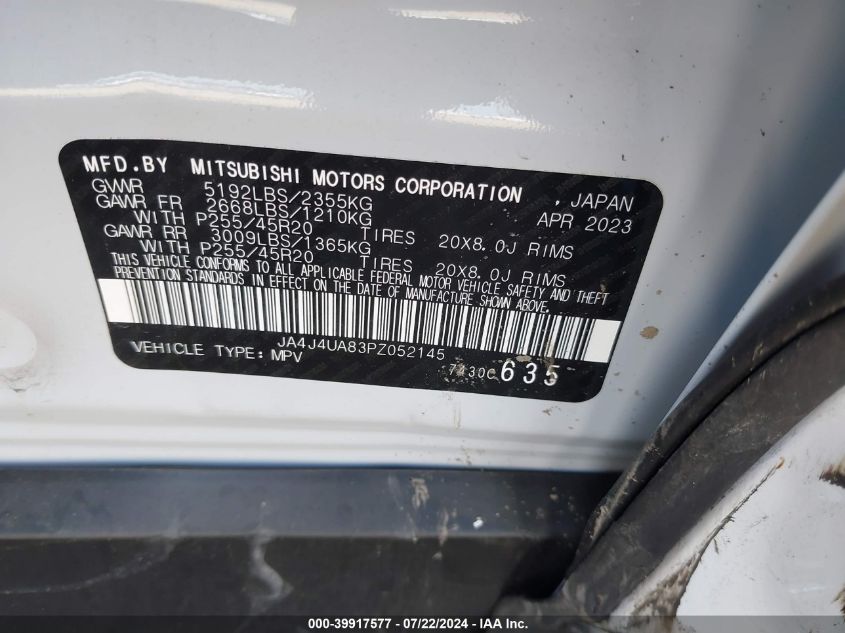 MFD.BY MITSUBISHI MOTORS CORPORATION , JAPAN
GVWR 5192LBS/2355KG APR 2023
GAWR FR 2668LBS/1210KG
WITH P255/45R20 TIRES 20X8.0J RIMS
GAWR RR 3009LBS/1365KG
WITH P255/45R20 TIRES 20X8.0J RIMS
THIS VEHICLE CONFORMS TO ALL APPLICABLE FEDERAL MOTOR VEHICLE SAFETY AND THEFT
PREVENTION STANDARDS IN EFFECT ON THE DATE OF MANUFACTURE SHOWN ABOVE.
JA4J4UA83PZ052145
VEHICLE TYPE: MPV
635
000-39917577 - 07/22/2024 - IAA Inc.